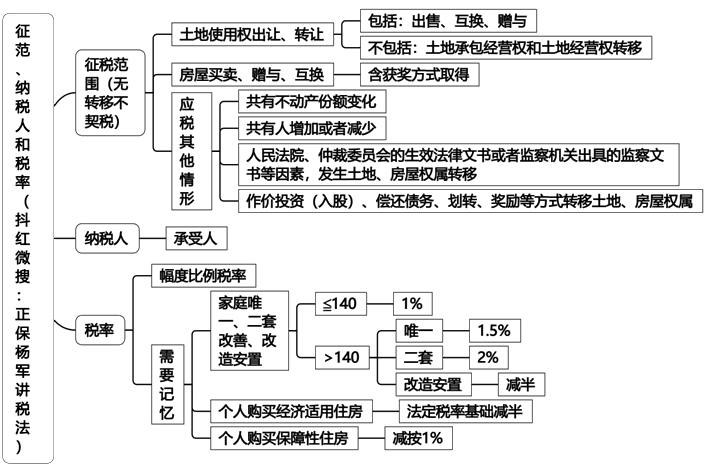 征范、纳税人和税率（抖红微搜：正保杨军讲税法）
征税范
围（无
转移不
契税）
土地使用权出让、转让
包括：出售、互换、赠与
不包括：土地承包经营权和土地经营权转移
房屋买卖、赠与、互换
含获奖方式取得
应税其他情形
共有不动产份额变化
共有人增加或者减少
人民法院、仲裁委员会的生效法律文书或者监察机关出具的监察文
书等因素，发生土地、房屋权属转移
作价投资（入股）、偿还债务、划转、奖励等方式转移土地、房屋权属
纳税人
承受人
税率
幅度比例税率
需要记忆
家庭唯
一、二套
改善、改
造安置
≦140
1%
>140
唯一
1.5%
二套
2%
改造安置
减半
个人购买经济适用住房
法定税率基础减半
个人购买保障性住房
减按1%